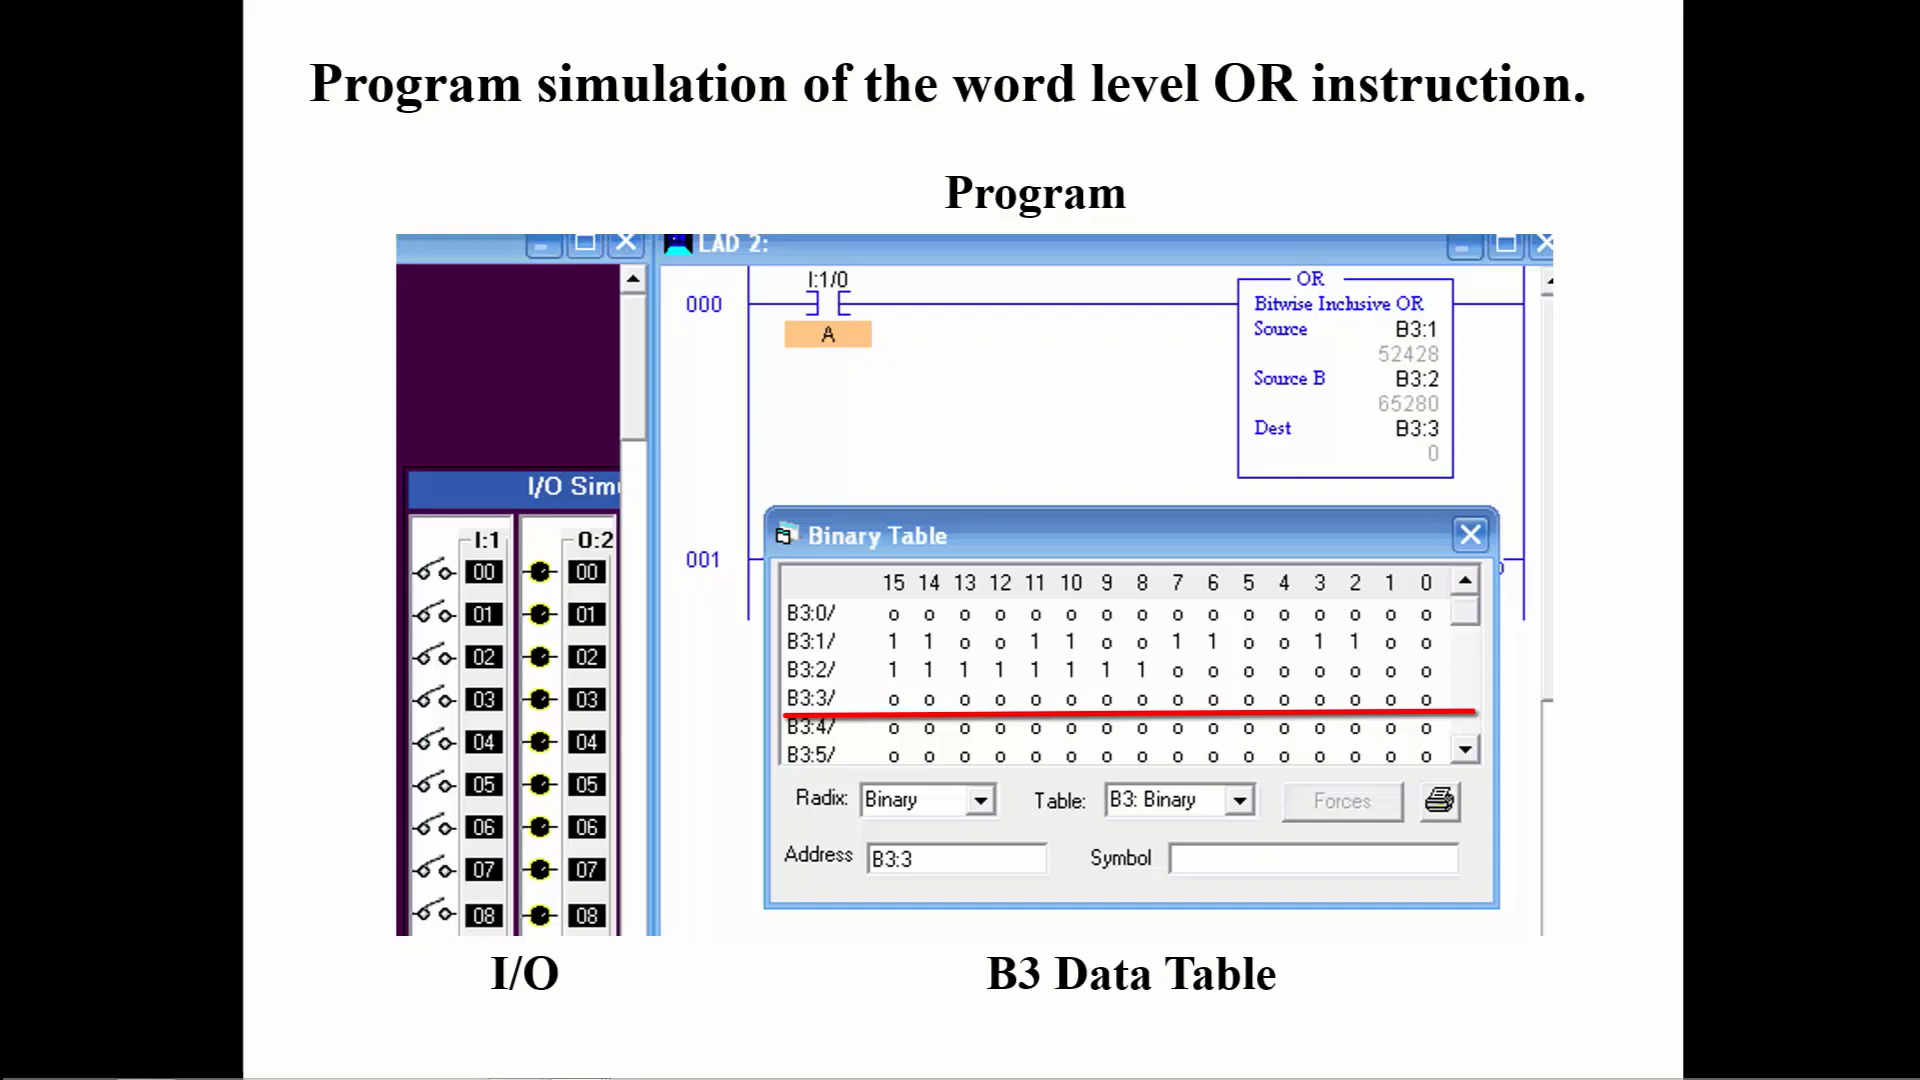 Program simulation of the word level OR instruction.
Program
LAD 2:
I:1/0
000
A
OR
Bitwise Inclusive OR
Source B3:1
52428
Source B B3:2
65280
Dest B3:3
0
I/O Simu
I:1 O:2
00 00
01 01
02 02
03 03
04 04
05 05
06 06
07 07
08 08
001
Binary Table
15 14 13 12 11 10 9 8 7 6 5 4 3 2 1 0
B3:0/ 0 0 0 0 0 0 0 0 0 0 0 0 0 0 0 0
B3:1/ 1 1 0 0 1 1 0 0 1 1 0 0 1 1 0 0
B3:2/ 1 1 1 1 1 1 1 1 0 0 0 0 0 0 0 0
B3:3/ 0 0 0 0 0 0 0 0 0 0 0 0 0 0 0 0
B3:4/ 0 0 0 0 0 0 0 0 0 0 0 0 0 0 0 0
B3:5/ 0 0 0 0 0 0 0 0 0 0 0 0 0 0 0 0
Radix: Binary Table: B3: Binary Forces
Address B3:3 Symbol
I/O
B3 Data Table